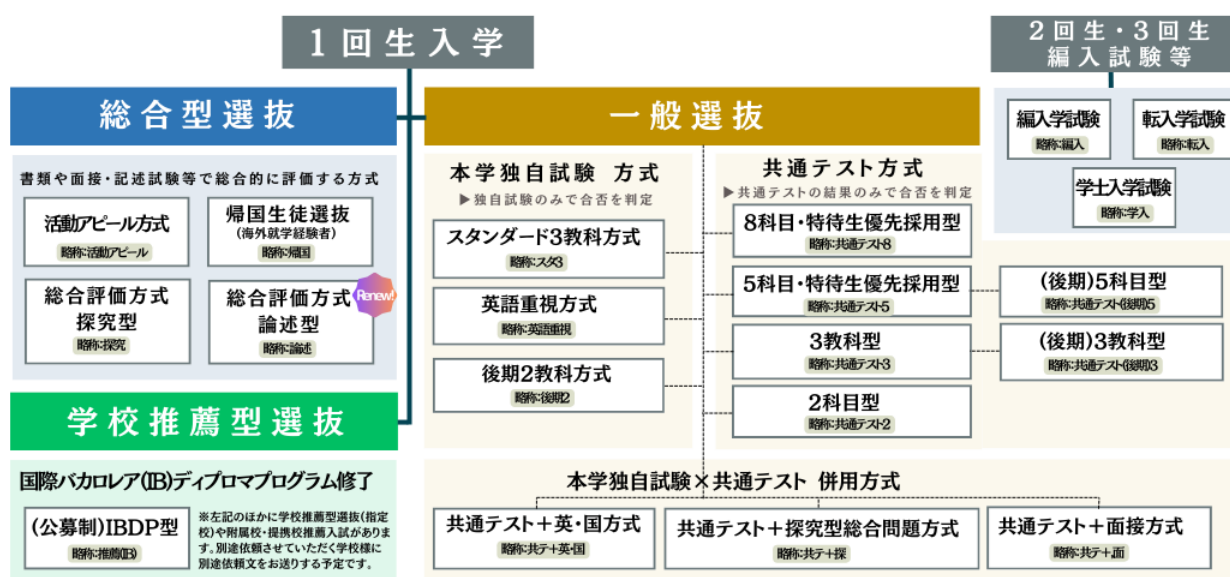 1回生入学
2回生・3回生
編入試験等
総合型選抜
書類や面接・記述試験等で総合的に評価する方式
活動アピール方式
略称:活動アピール
帰国生徒選抜
(海外就学経験者)
略称:帰国
総合評価方式
探究型
略称:探究
Renew!
総合評価方式
論述型
略称:論述
学校推薦型選抜
国際バカロレア(IB)ディプロマプログラム修了
(公募制)IBDP型
略称:推薦(IB)
※左記のほかに学校推薦型選抜(指定
校)や附属校・提携校推薦入試がありま
す。別途依頼させていただく学校様に
別途依頼文をお送りする予定です。
一般選抜
本学独自試験 方式
▶独自試験のみで合否を判定
スタンダード3教科方式
略称:スタ3
英語重視方式
略称:英語重視
後期2教科方式
略称:後期2
共通テスト方式
▶共通テストの結果のみで合否を判定
8科目・特待生優先採用型
略称:共通テスト8
5科目・特待生優先採用型
略称:共通テスト5
3教科型
略称:共通テスト3
2科目型
略称:共通テスト2
(後期)5科目型
略称:共通テスト(後期)5
(後期)3教科型
略称:共通テスト(後期)3
本学独自試験×共通テスト 併用方式
共通テスト+英・国方式
略称:共テ+英・国
共通テスト+探究型総合問題方式
略称:共テ+探
共通テスト+面接方式
略称:共テ+面
編入学試験
略称:編入
転入学試験
略称:転入
学士入学試験
略称:学入